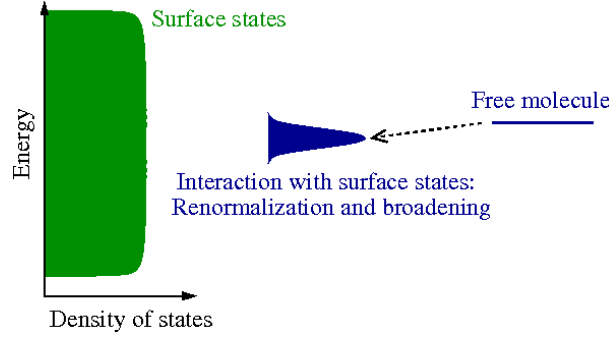 Surface states
Free molecule
Energy
Interaction with surface states:
Renormalization and broadening
Density of states